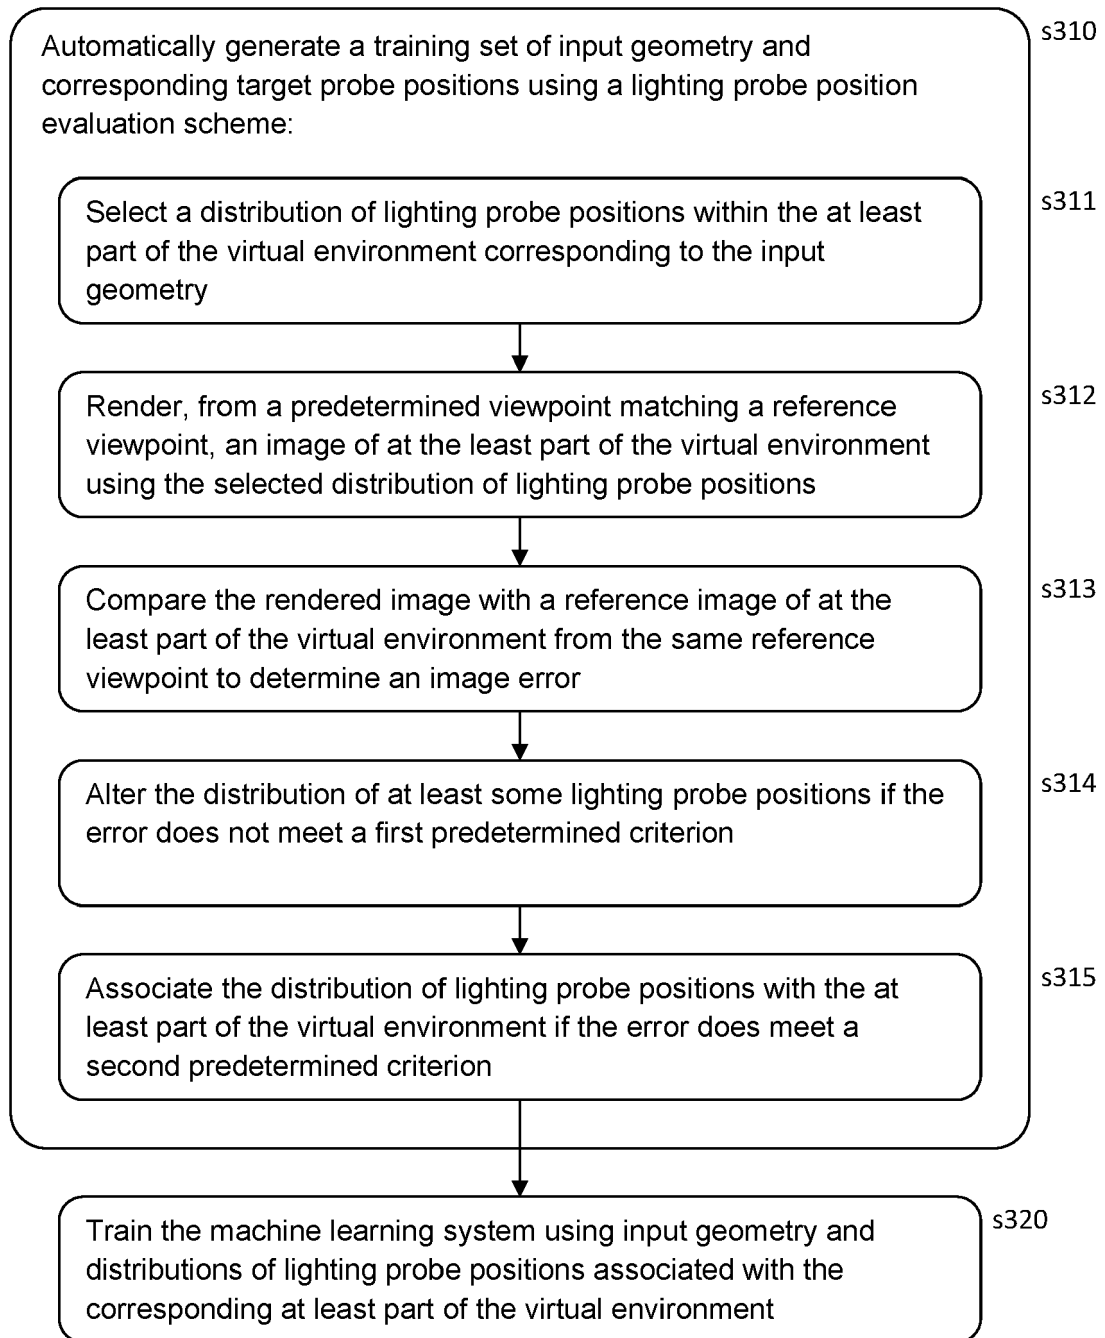 s310
Automatically generate a training set of input geometry and
corresponding target probe positions using a lighting probe position
evaluation scheme:
s311
Select a distribution of lighting probe positions within the at least
part of the virtual environment corresponding to the input
geometry
s312
Render, from a predetermined viewpoint matching a reference
viewpoint, an image of at the least part of the virtual environment
using the selected distribution of lighting probe positions
s313
Compare the rendered image with a reference image of at the
least part of the virtual environment from the same reference
viewpoint to determine an image error
s314
Alter the distribution of at least some lighting probe positions if the
error does not meet a first predetermined criterion
s315
Associate the distribution of lighting probe positions with the at
least part of the virtual environment if the error does meet a
second predetermined criterion
s320
Train the machine learning system using input geometry and
distributions of lighting probe positions associated with the
corresponding at least part of the virtual environment